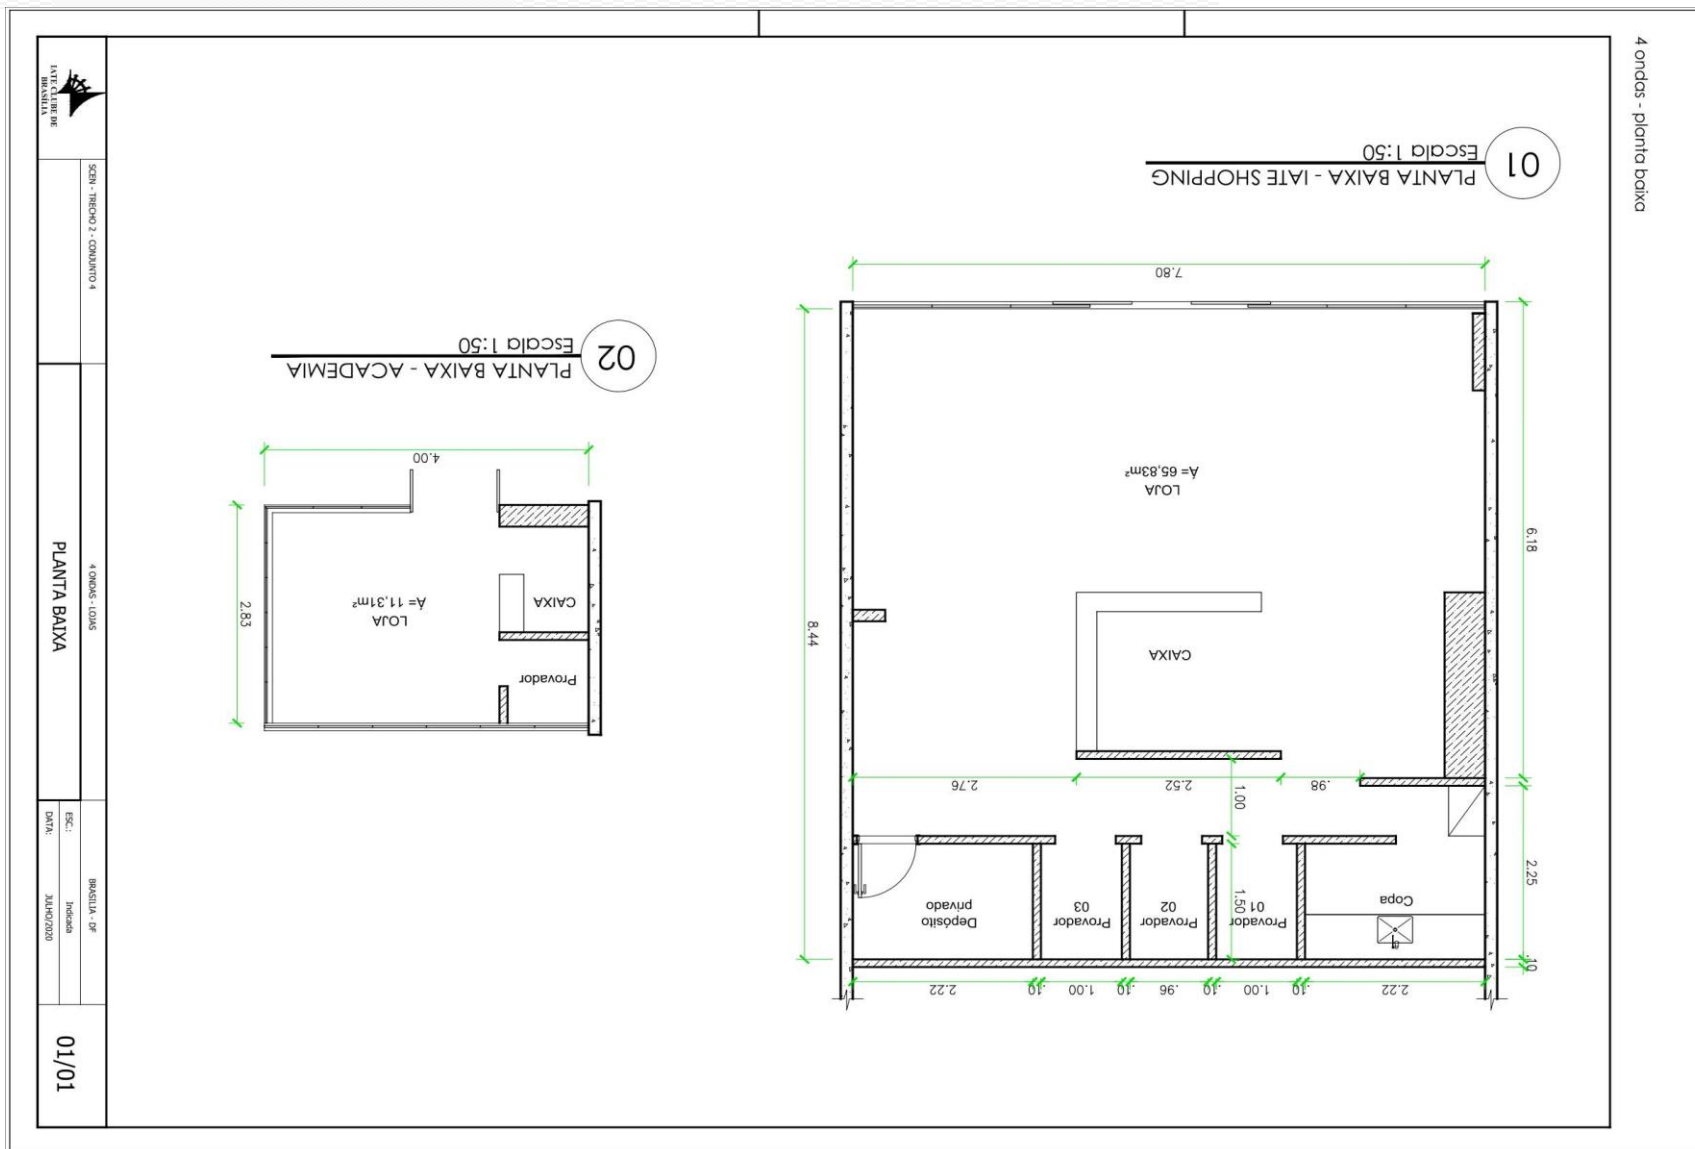 4 ondas - planta baixa
01
PLANTA BAIXA - IATE SHOPPING
Escala 1:50
7.80
8.44
6.18
LOJA
Á= 65,83m²
CAIXA
2.76
2.52
.98
1.00
2.25
1.50
.10
Depósito
privado
Provador
03
Provador
02
Provador
01
Copa
2.22
.10
1.00
.10
.96
.10
1.00
.10
2.22
02
PLANTA BAIXA - ACADEMIA
Escala 1:50
4.00
2.83
LOJA
Á= 11,31m²
CAIXA
Provador
IATE CLUBE DE
BRASÍLIA
SCEN - TRECHO 2 - CONJUNTO 4
4 ONDAS - LOJAS
PLANTA BAIXA
BRASÍLIA - DF
ESC.: Indicada
DATA: JULHO/2020
01/01